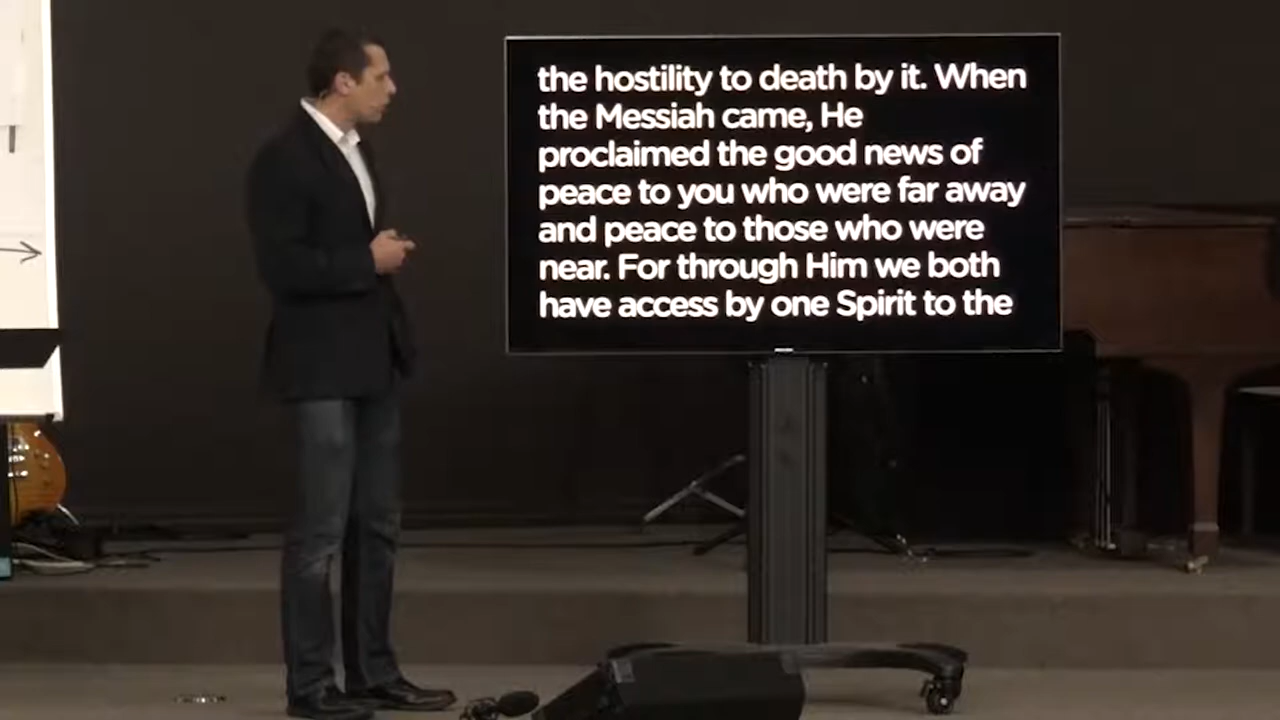 the hostility to death by it. When
the Messiah came, He
proclaimed the good news of
peace to you who were far away
and peace to those who were
near. For through Him we both
have access by one Spirit to the